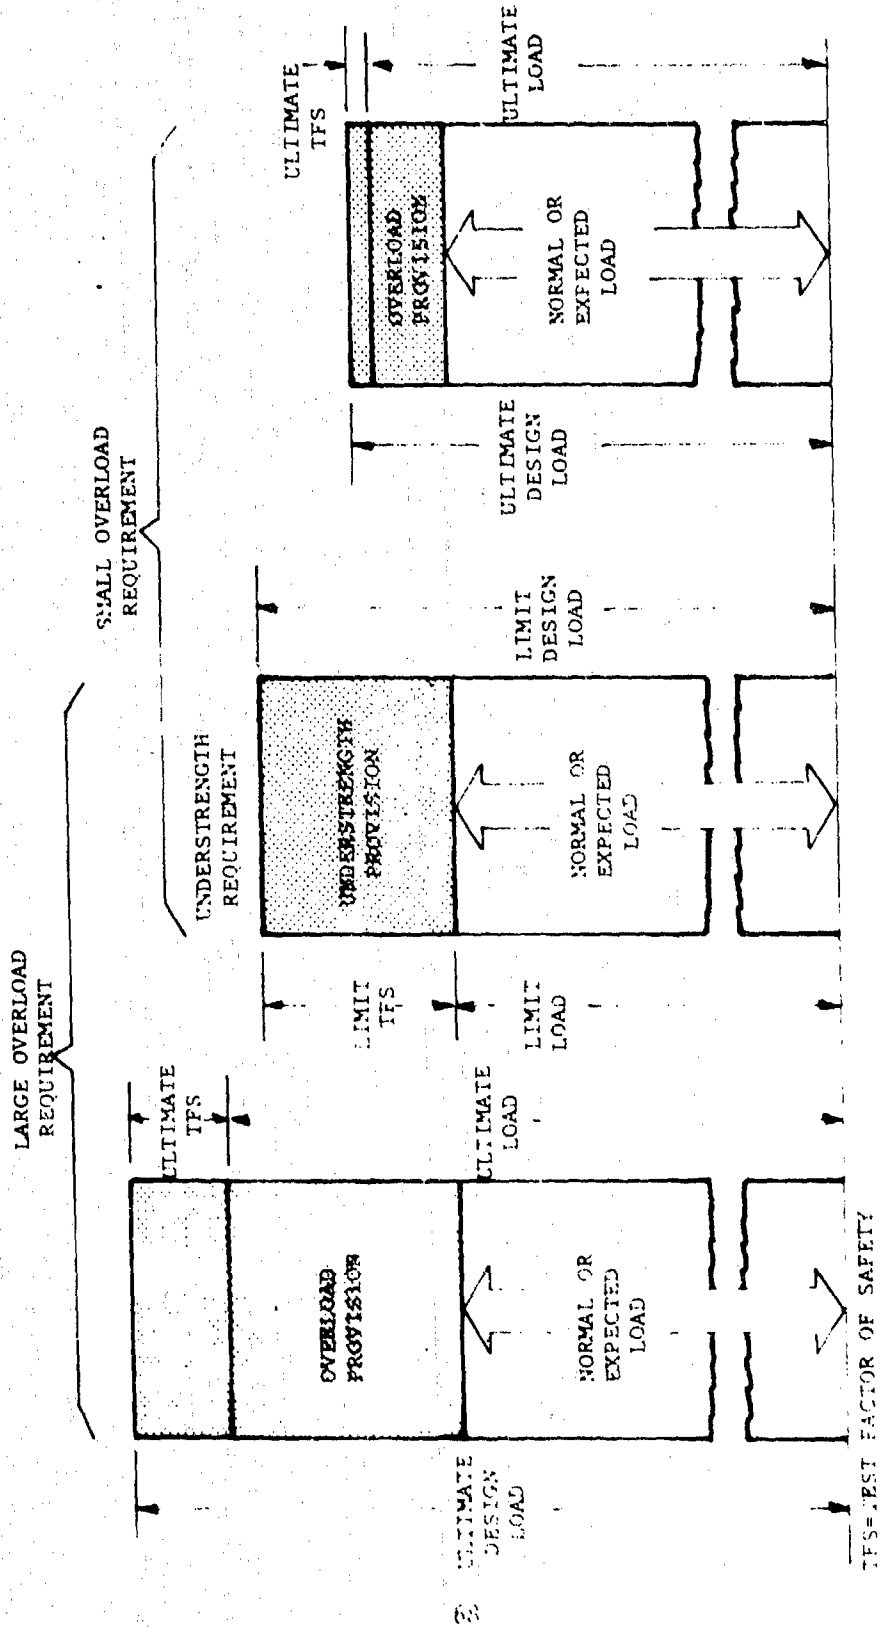 LARGE OVERLOAD
REQUIREMENT
SMALL OVERLOAD
REQUIREMENT
UNDERSTRENGTH
REQUIREMENT
ULTIMATE
DESIGN
LOAD
OVERLOAD
PROVISION
NORMAL OR
EXPECTED
LOAD
ULTIMATE
TFS
ULTIMATE
LOAD
LIMIT
TFS
LIMIT
LOAD
UNDERSTRENGTH
PROVISION
NORMAL OR
EXPECTED
LOAD
LIMIT
DESIGN
LOAD
ULTIMATE
DESIGN
LOAD
OVERLOAD
PROVISION
NORMAL OR
EXPECTED
LOAD
ULTIMATE
TFS
ULTIMATE
LOAD
TFS=TEST FACTOR OF SAFETY